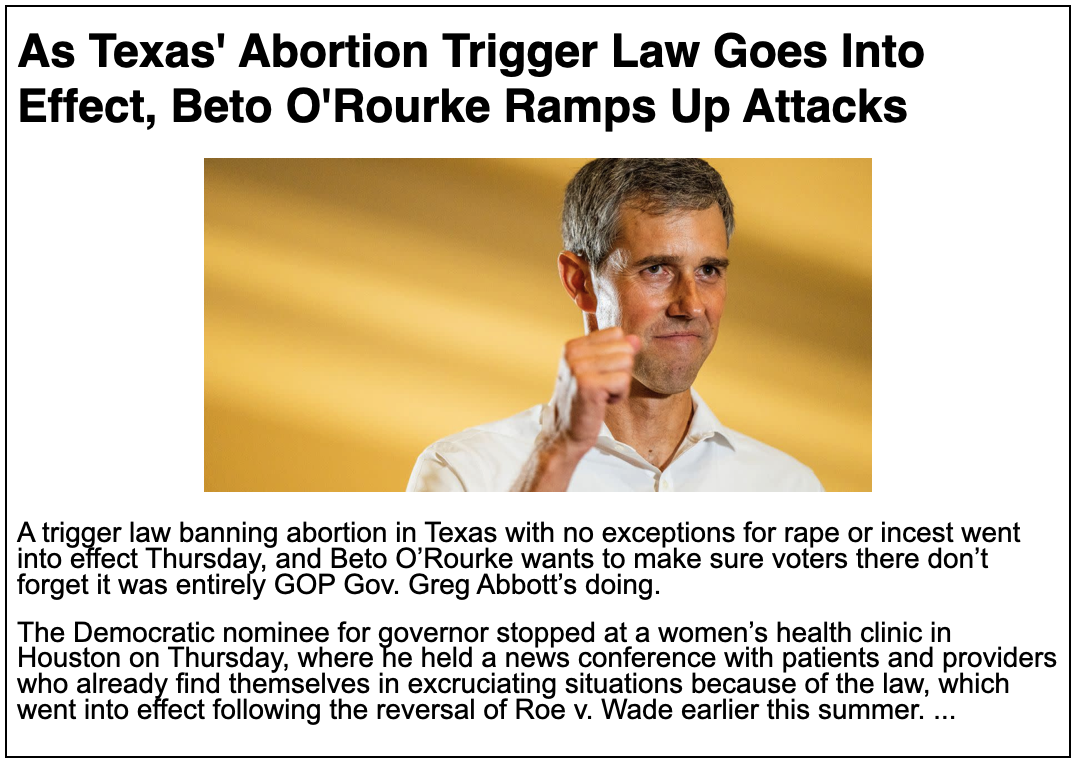 As Texas' Abortion Trigger Law Goes Into
Effect, Beto O'Rourke Ramps Up Attacks
A trigger law banning abortion in Texas with no exceptions for rape or incest went
into effect Thursday, and Beto O’Rourke wants to make sure voters there don’t
forget it was entirely GOP Gov. Greg Abbott’s doing.
The Democratic nominee for governor stopped at a women’s health clinic in
Houston on Thursday, where he held a news conference with patients and providers
who already find themselves in excruciating situations because of the law, which
went into effect following the reversal of Roe v. Wade earlier this summer. ...